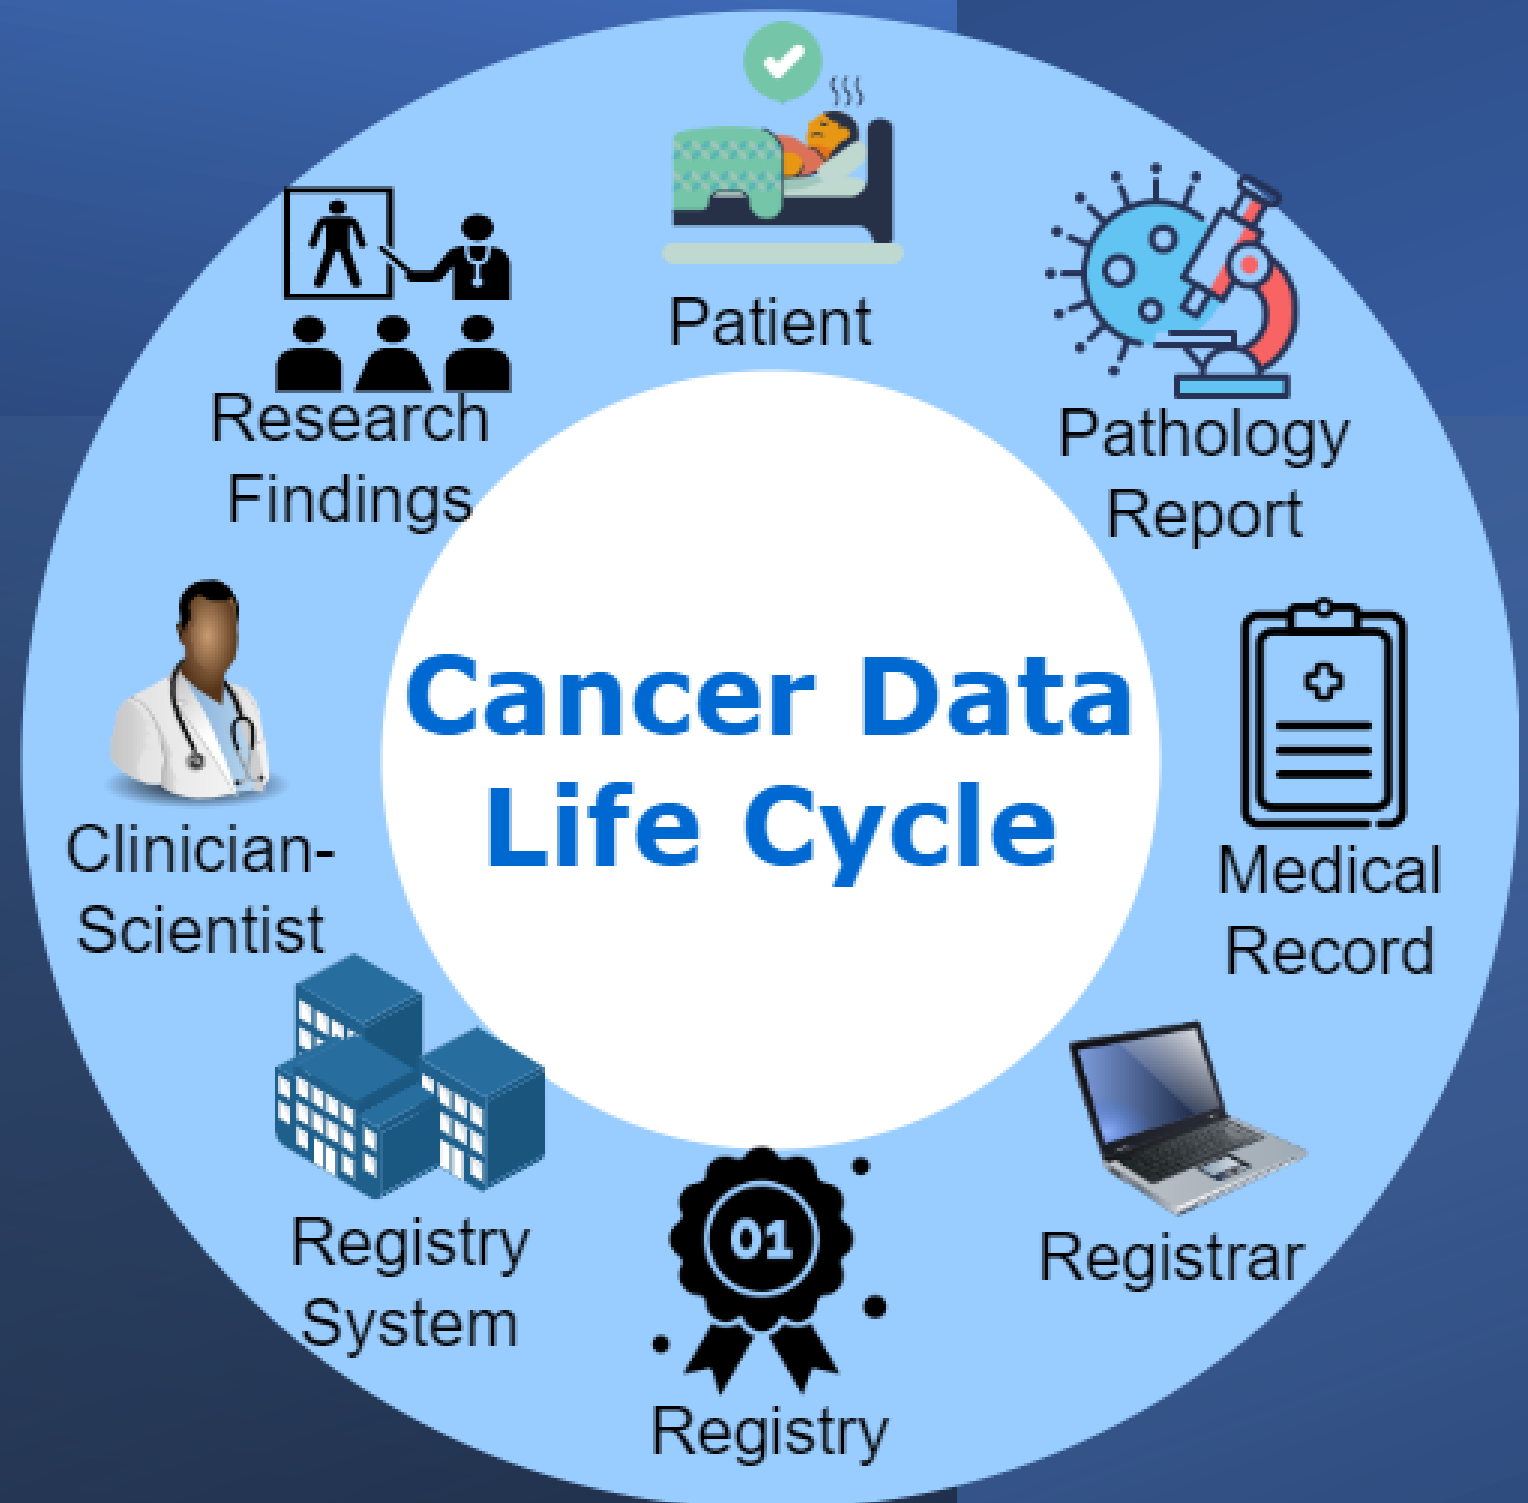 Patient
Pathology
Report
Medical
Record
Registrar
01
Registry
Registry
System
Clinician-
Scientist
Research
Findings
Cancer Data
Life Cycle